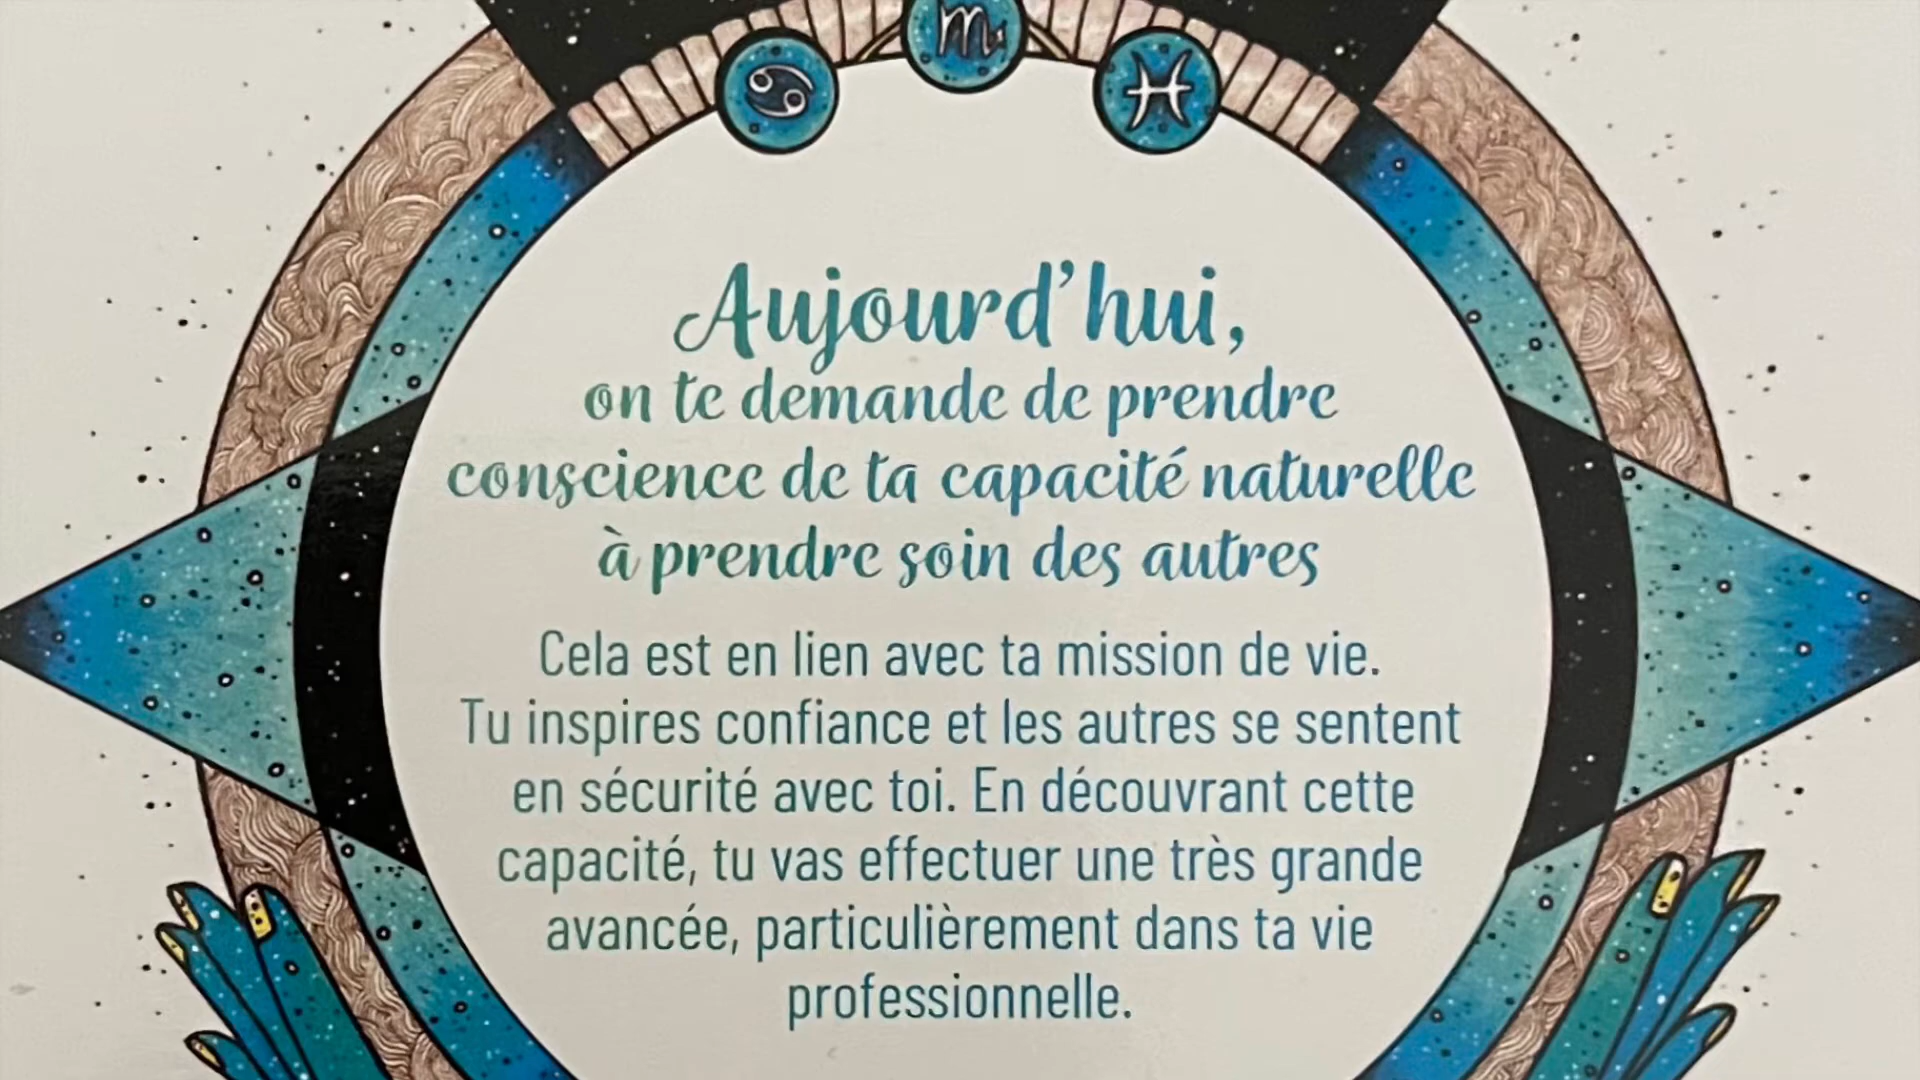 Aujourd'hui,
on te demande de prendre
conscience de ta capacité naturelle
à prendre soin des autres
Cela est en lien avec ta mission de vie.
Tu inspires confiance et les autres se sentent
en sécurité avec toi. En découvrant cette
capacité, tu vas effectuer une très grande
avancée, particulièrement dans ta vie
professionnelle.